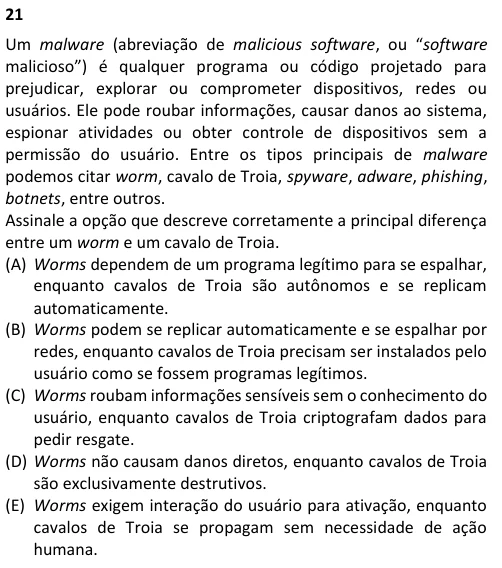 21
Um malware (abreviação de malicious software, ou “software
malicioso”) é qualquer programa ou código projetado para
prejudicar, explorar ou comprometer dispositivos, redes ou
usuários. Ele pode roubar informações, causar danos ao sistema,
espionar atividades ou obter controle de dispositivos sem a
permissão do usuário. Entre os tipos principais de malware
podemos citar worm, cavalo de Troia, spyware, adware, phishing,
botnets, entre outros.
Assinale a opção que descreve corretamente a principal diferença
entre um worm e um cavalo de Troia.
(A) Worms dependem de um programa legítimo para se espalhar,
enquanto cavalos de Troia são autônomos e se replicam
automaticamente.
(B) Worms podem se replicar automaticamente e se espalhar por
redes, enquanto cavalos de Troia precisam ser instalados pelo
usuário como se fossem programas legítimos.
(C) Worms roubam informações sensíveis sem o conhecimento do
usuário, enquanto cavalos de Troia criptografam dados para
pedir resgate.
(D) Worms não causam danos diretos, enquanto cavalos de Troia
são exclusivamente destrutivos.
(E) Worms exigem interação do usuário para ativação, enquanto
cavalos de Troia se propagam sem necessidade de ação
humana.